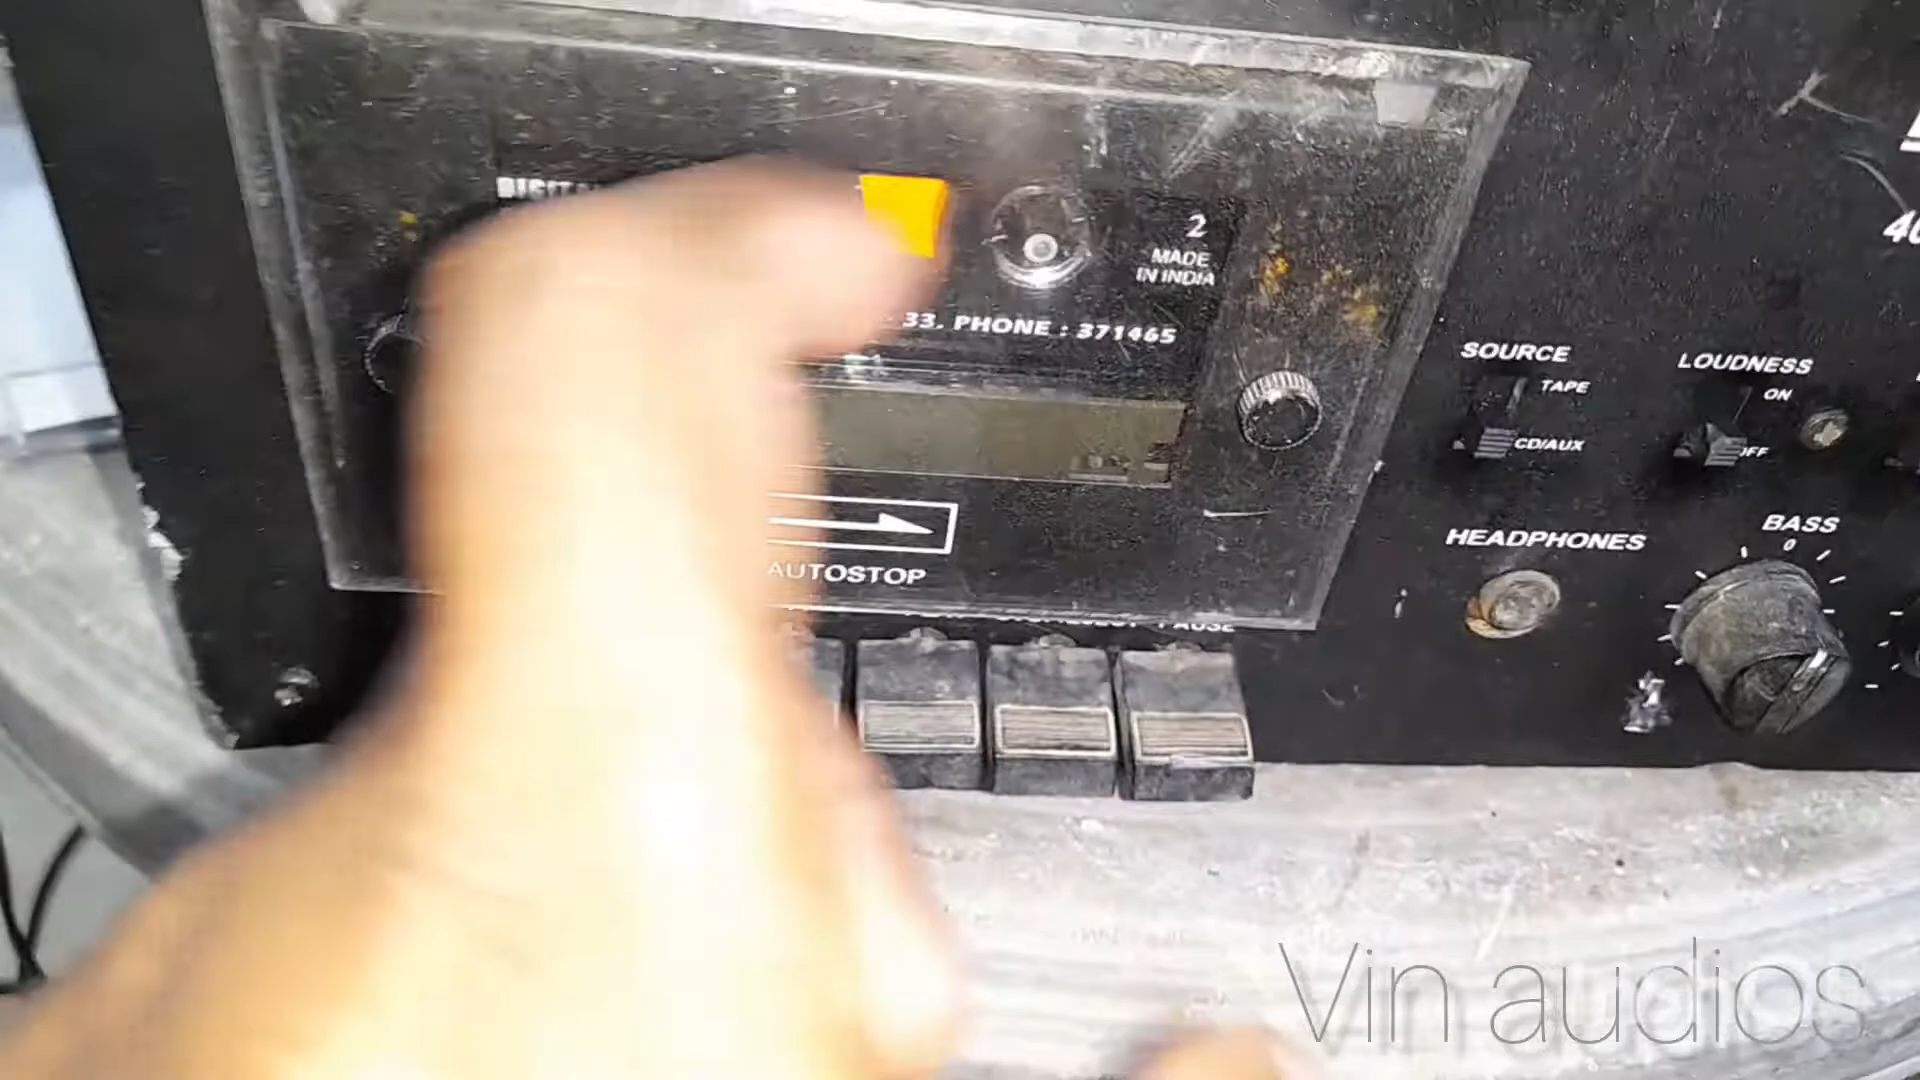 2
MADE
IN INDIA
33, PHONE : 371465
AUTOSTOP
PAUSE
SOURCE
TAPE
CD/AUX
LOUDNESS
ON
OFF
HEADPHONES
BASS
0
Vin audios